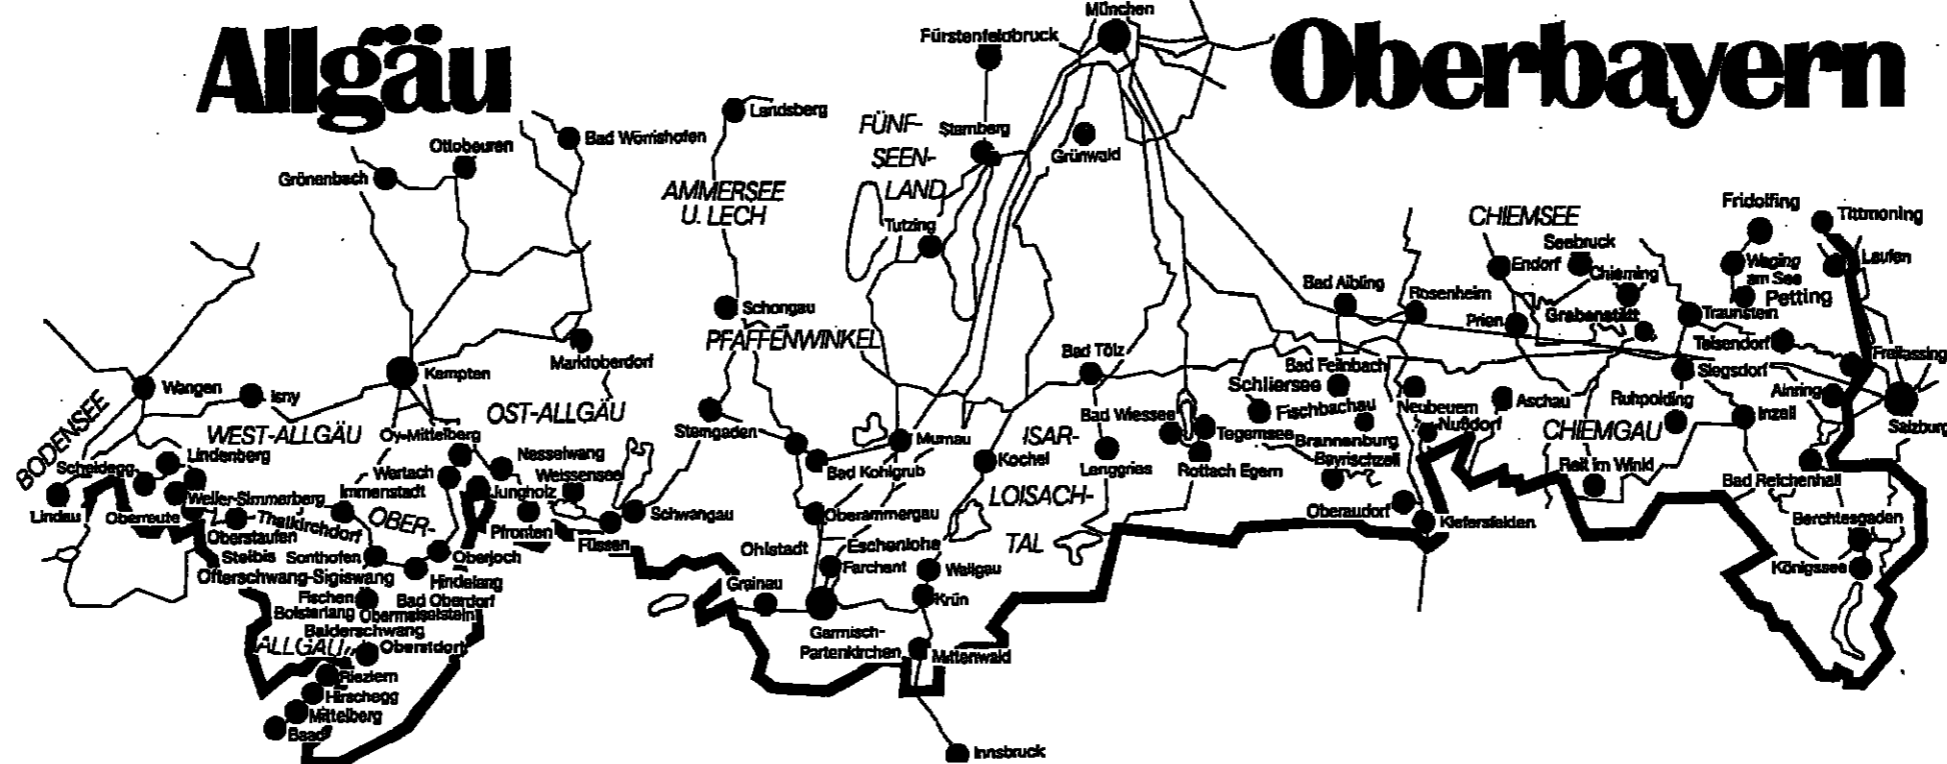 Allgäu
Oberbayern
München
Fürstenfeldbruck
Landsberg
FÜNF-
SEEN-
LAND
Starnberg
Grünwald
Bad Wörrishofen
Ottobeuren
Grönenbach
AMMERSEE
U. LECH
Tutzing
CHIEMSEE
Fridolfing
Tittmoning
Seebruck
Endorf
Chieming
Waging
am See
Laufen
Petting
Bad Aibling
Rosenheim
Prien
Grabenstätt
Traunstein
Teisendorf
Freilassing
Schongau
PFAFFENWINKEL
Marktoberdorf
Kempten
Wangen
Isny
BODENSEE
Bad Tölz
Bad Feilnbach
Schliersee
Siegsdorf
Ainring
Salzburg
Aschau
Ruhpolding
Inzell
Neubeuern
Nußdorf
Fischbachau
Bad Wiessee
Tegernsee
Brannenburg
Bayrischzell
CHIEMGAU
Reit im Winkl
Bad Reichenhall
OST-ALLGÄU
WEST-ALLGÄU
Oy-Mittelberg
Sterngaden
Murnau
Bad Kohlgrub
Kochel
ISAR-
LOISACH-
TAL
Lenggries
Rottach Egern
Scheidegg
Lindenberg
Nesselwang
Weissensee
Wertach
Immenstadt
Jungholz
Weiler-Simmerberg
Lindau
Oberreute
Thalkirchdorf
OBER-
Pfronten
Füssen
Schwangau
Oberammergau
Oberaudorf
Kiefersfelden
Berchtesgaden
Königssee
Oberstaufen
Steibis
Sonthofen
Oberjoch
Ohlstadt
Eschenlohe
Farchant
Wallgau
Grainau
Krün
Ofterschwang-Sigiswang
Hindelang
Fischen
Bad Oberdorf
Bolsterlang
Obermaiselstein
Balderschwang
ALLGÄU
Oberstdorf
Garmisch-
Partenkirchen
Mittenwald
Riezlern
Hirschegg
Mittelberg
Baad
Innsbruck